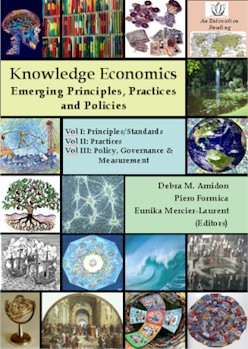 An Entovation
Reading
Knowledge Economics
Emerging Principles, Practices
and Policies
Vol I: Principles/Standards
Vol II: Practices
Vol III: Policy, Governance &
Measurement
Debra M. Amidon
Piero Formica
Eunika Mercier-Laurent
(Editors)